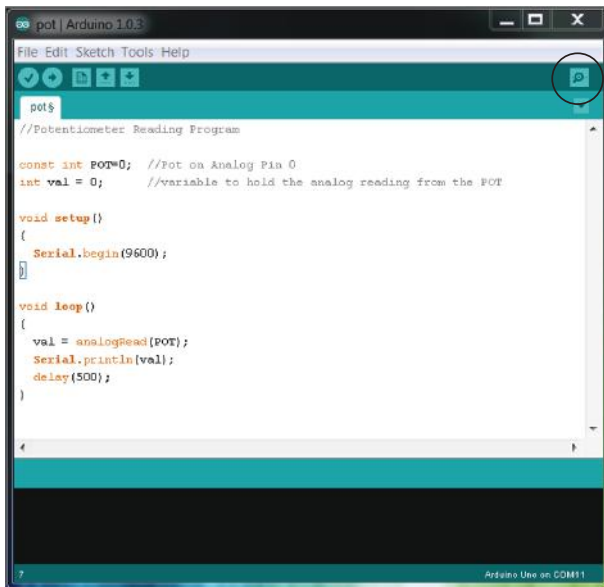 pot | Arduino 1.0.3
File Edit Sketch Tools Help
pot§
//Potentiometer Reading Program
const int POT=0; //Pot on Analog Pin 0
int val = 0; //variable to hold the analog reading from the POT
void setup()
{
Serial.begin(9600);
}
void loop()
{
val = analogRead(POT);
Serial.println(val);
delay(500);
}
7
Arduino Uno on COM11